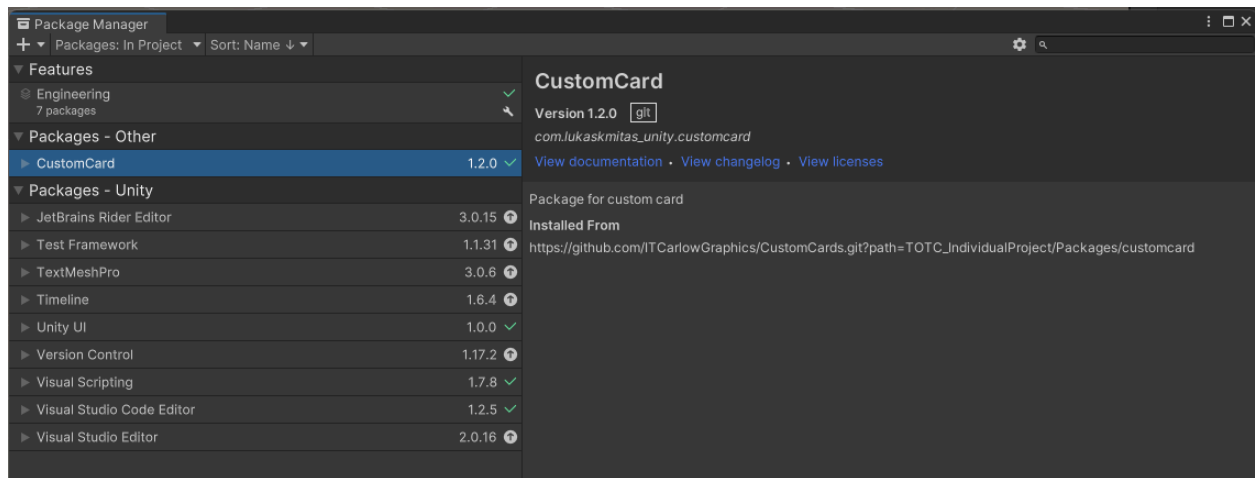 Package Manager
+ Packages: In Project Sort: Name ↓
Features
Engineering
7 packages
Packages - Other
CustomCard 1.2.0
Packages - Unity
JetBrains Rider Editor 3.0.15
Test Framework 1.1.31
TextMeshPro 3.0.6
Timeline 1.6.4
Unity UI 1.0.0
Version Control 1.17.2
Visual Scripting 1.7.8
Visual Studio Code Editor 1.2.5
Visual Studio Editor 2.0.16
CustomCard
Version 1.2.0 git
com.lukaskmitas_unity.customcard
View documentation • View changelog • View licenses
Package for custom card
Installed From
https://github.com/ITCarlowGraphics/CustomCards.git?path=TOTC_IndividualProject/Packages/customcard